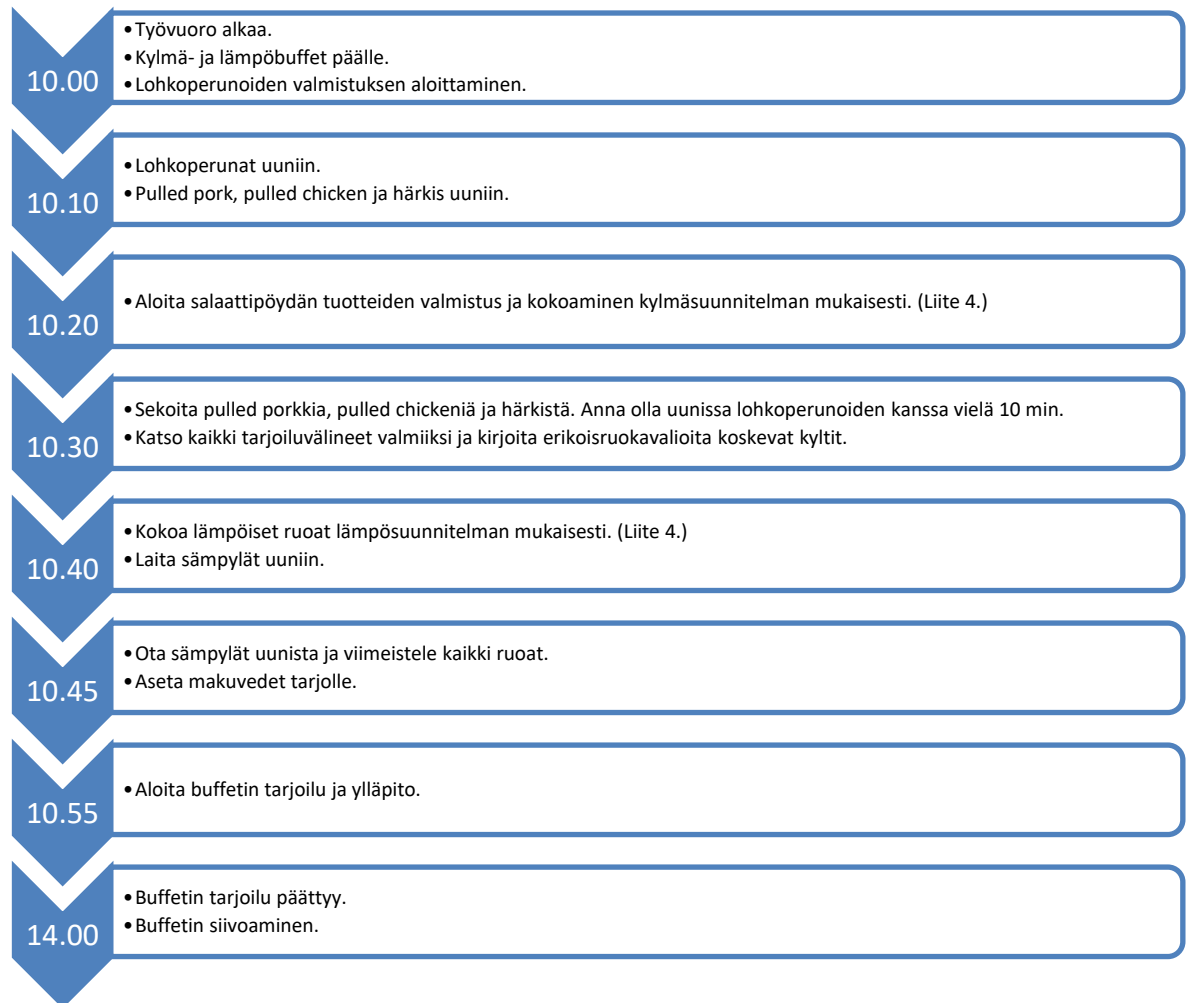 10.00
•Työvuoro alkaa.
•Kylmä- ja lämpöbuffet päälle.
•Lohkoperunoiden valmistuksen aloittaminen.
10.10
•Lohkoperunat uuniin.
•Pulled pork, pulled chicken ja härkis uuniin.
10.20
•Aloita salaattipöydän tuotteiden valmistus ja kokoaminen kylmäsuunnitelman mukaisesti. (Liite 4.)
10.30
•Sekoita pulled porkkia, pulled chickeniä ja härkistä. Anna olla uunissa lohkoperunoiden kanssa vielä 10 min.
•Katso kaikki tarjoiluvälineet valmiiksi ja kirjoita erikoisruokavalioita koskevat kyltit.
10.40
•Kokoa lämpöiset ruoat lämpösuunnitelman mukaisesti. (Liite 4.)
•Laita sämpylät uuniin.
10.45
•Ota sämpylät uunista ja viimeistele kaikki ruoat.
•Aseta makuvedet tarjolle.
10.55
•Aloita buffetin tarjoilu ja ylläpito.
14.00
•Buffetin tarjoilu päättyy.
•Buffetin siivoaminen.